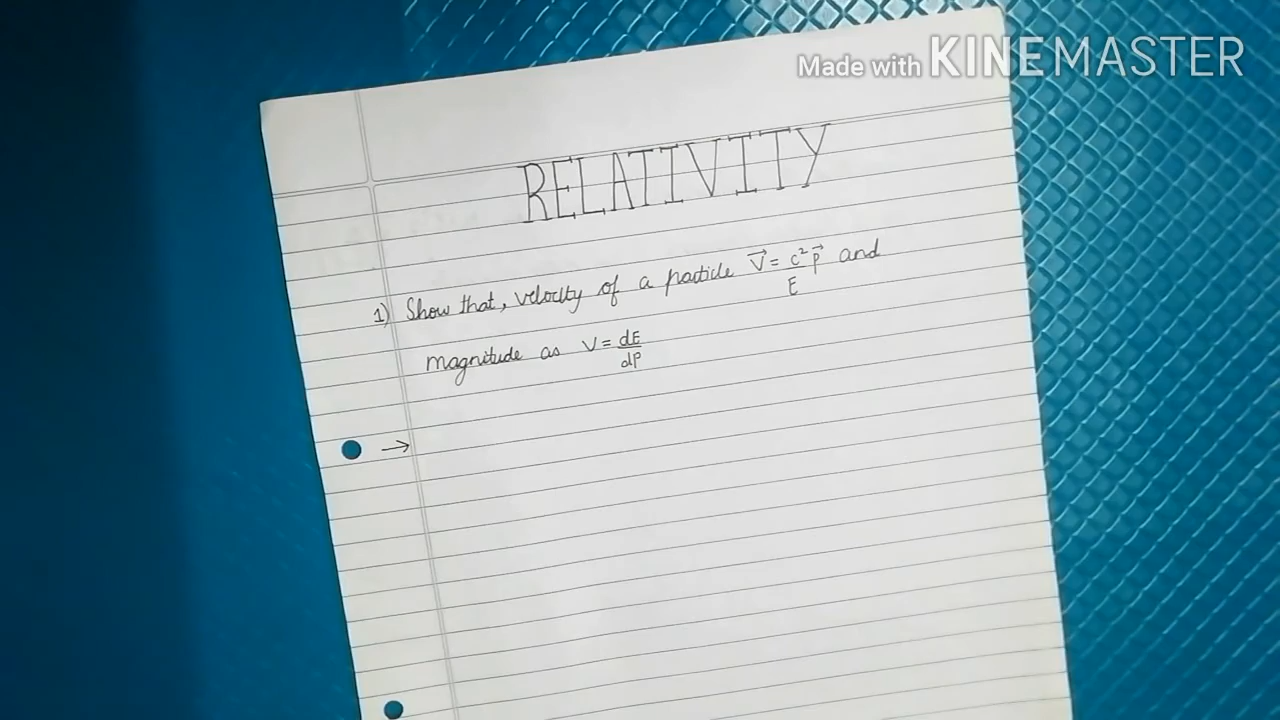 Made with KINEMASTER
RELATIVITY
1) Show that, velocity of a particle V⃗ = c²p⃗/E and
magnitude as V = dE/dP
→